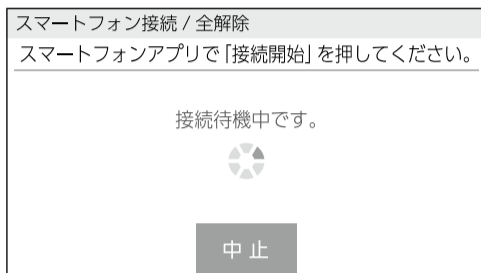 スマートフォン接続 / 全解除
スマートフォンアプリで「接続開始」を押してください。
接続待機中です。
中止